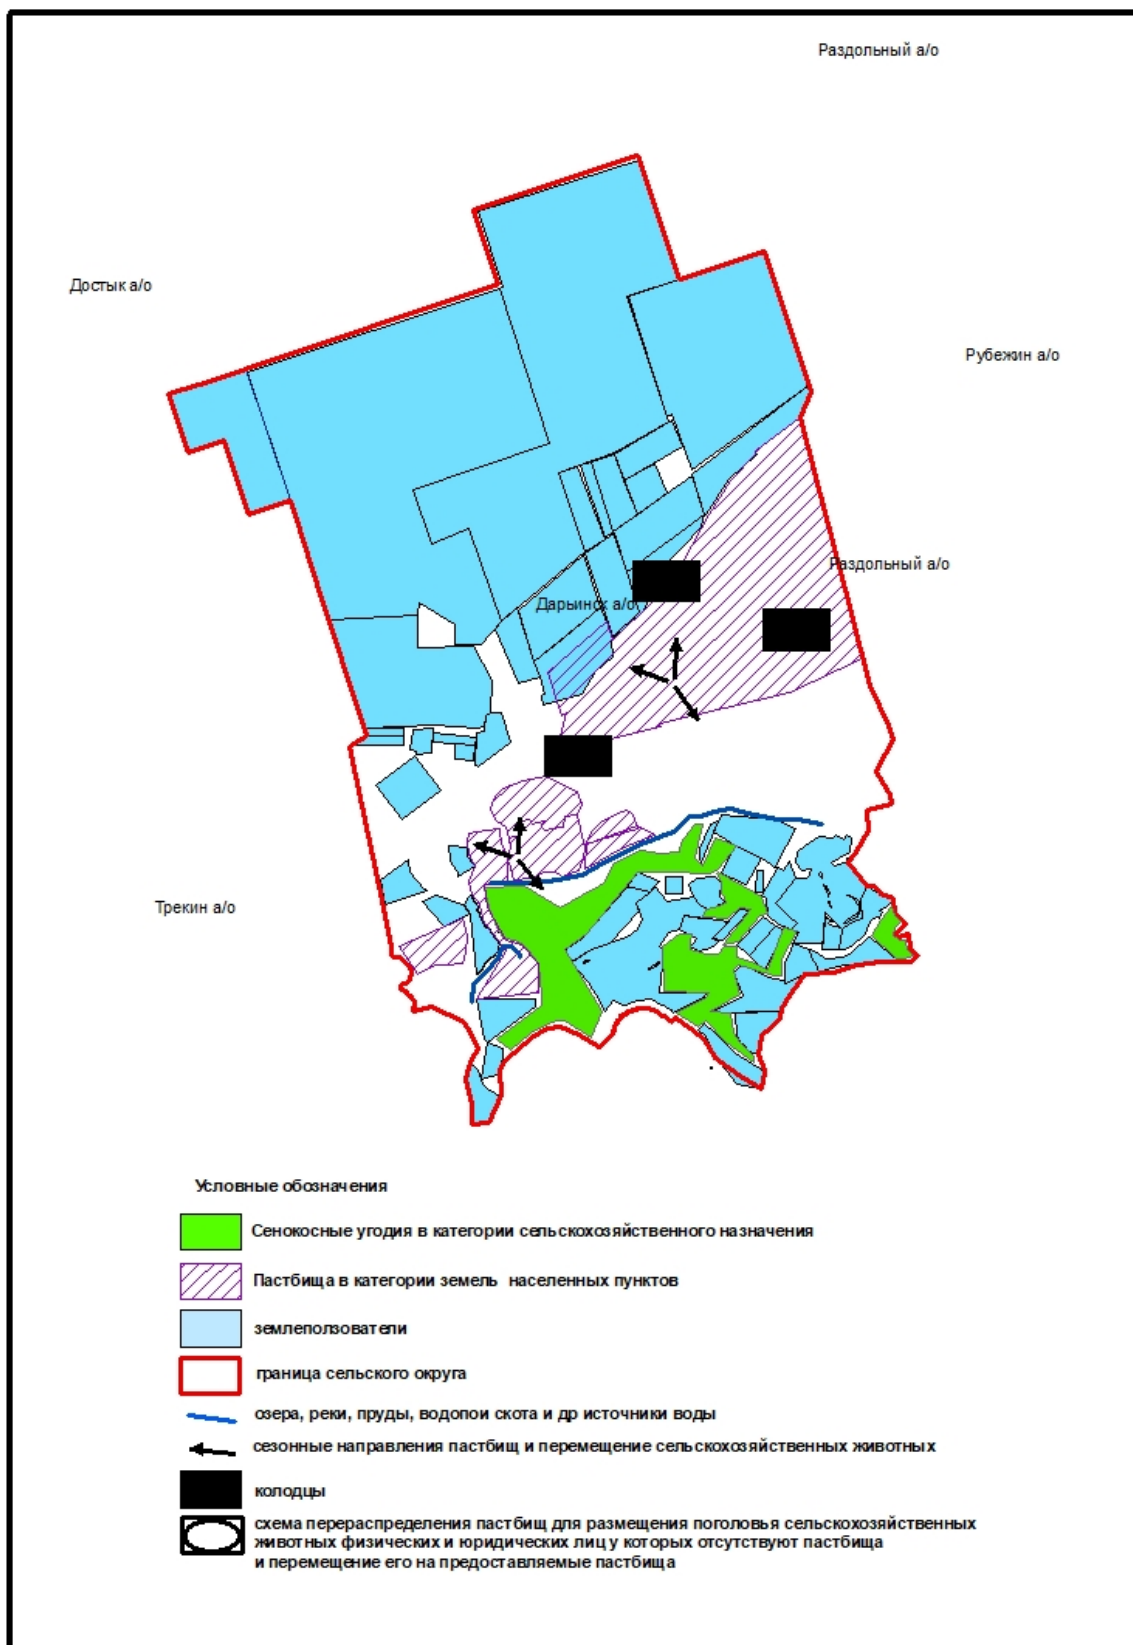 Раздольный а/о
Достык а/о
Рубежин а/о
Раздольный а/о
Дарьинск а/о
Трекин а/о
Условные обозначения
Сенокосные угодия в категории сельскохозяйственного назначения
Пастбища в категории земель населенных пунктов
землеползователи
граница сельского округа
озера, реки, пруды, водопои скота и др источники воды
сезонные направления пастбищ и перемещение сельскохозяйственных животных
колодцы
схема перераспределения пастбищ для размещения поголовья сельскохозяйственных
животных физических и юридических лиц у которых отсутствуют пастбища
и перемещение его на предоставляемые пастбища